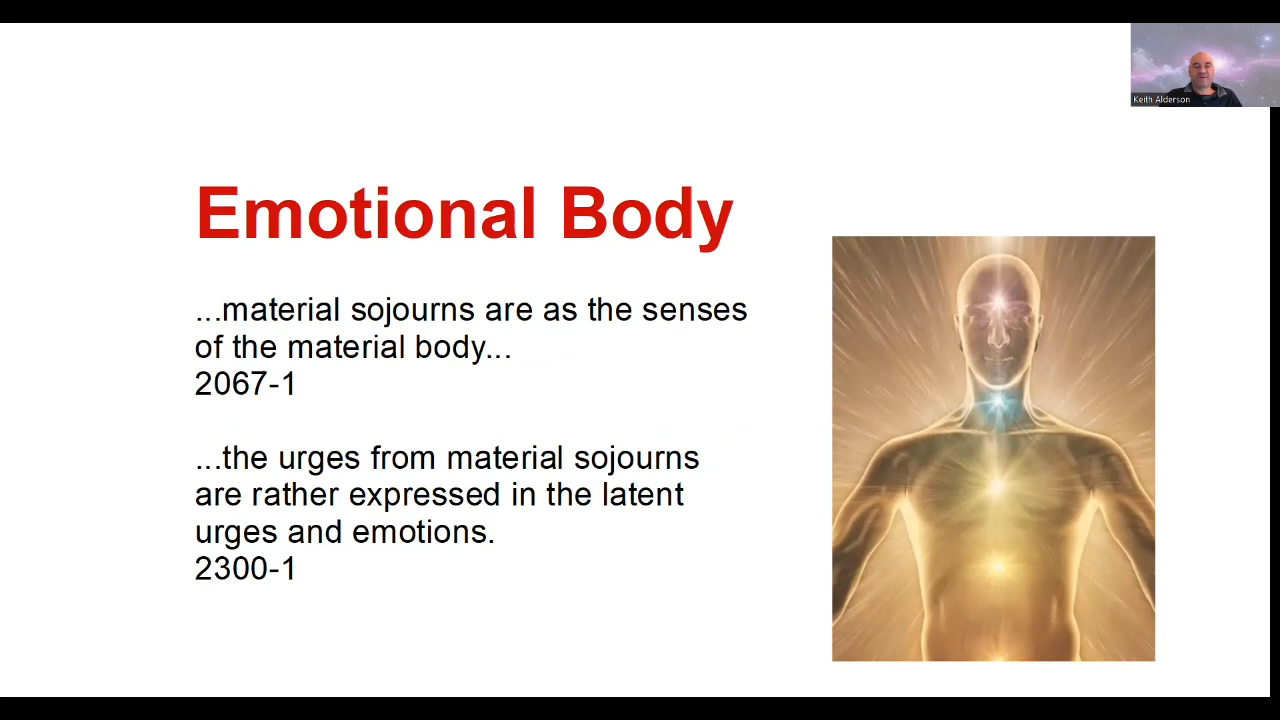 Keith Alderson
Emotional Body
...material sojourns are as the senses
of the material body...
2067-1
...the urges from material sojourns
are rather expressed in the latent
urges and emotions.
2300-1